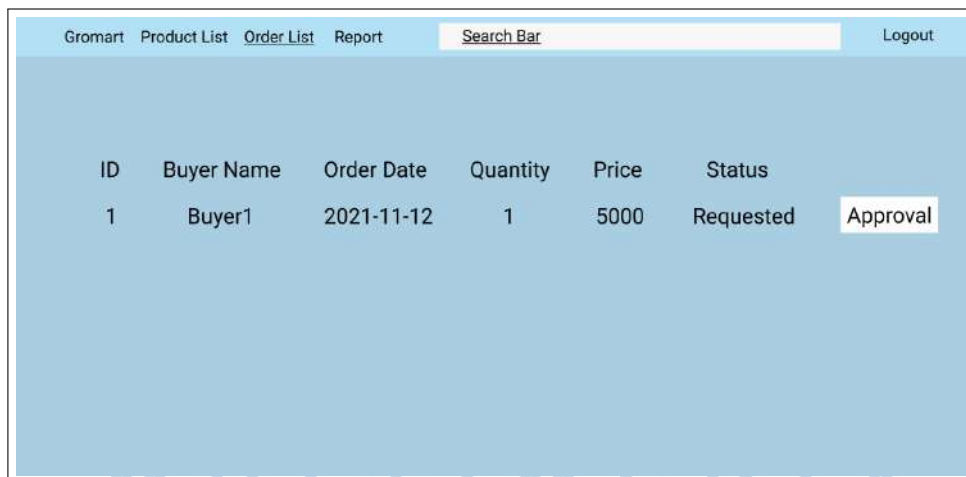 Gromart Product List Order List Report Search Bar Logout
ID Buyer Name Order Date Quantity Price Status
1 Buyer1 2021-11-12 1 5000 Requested Approval